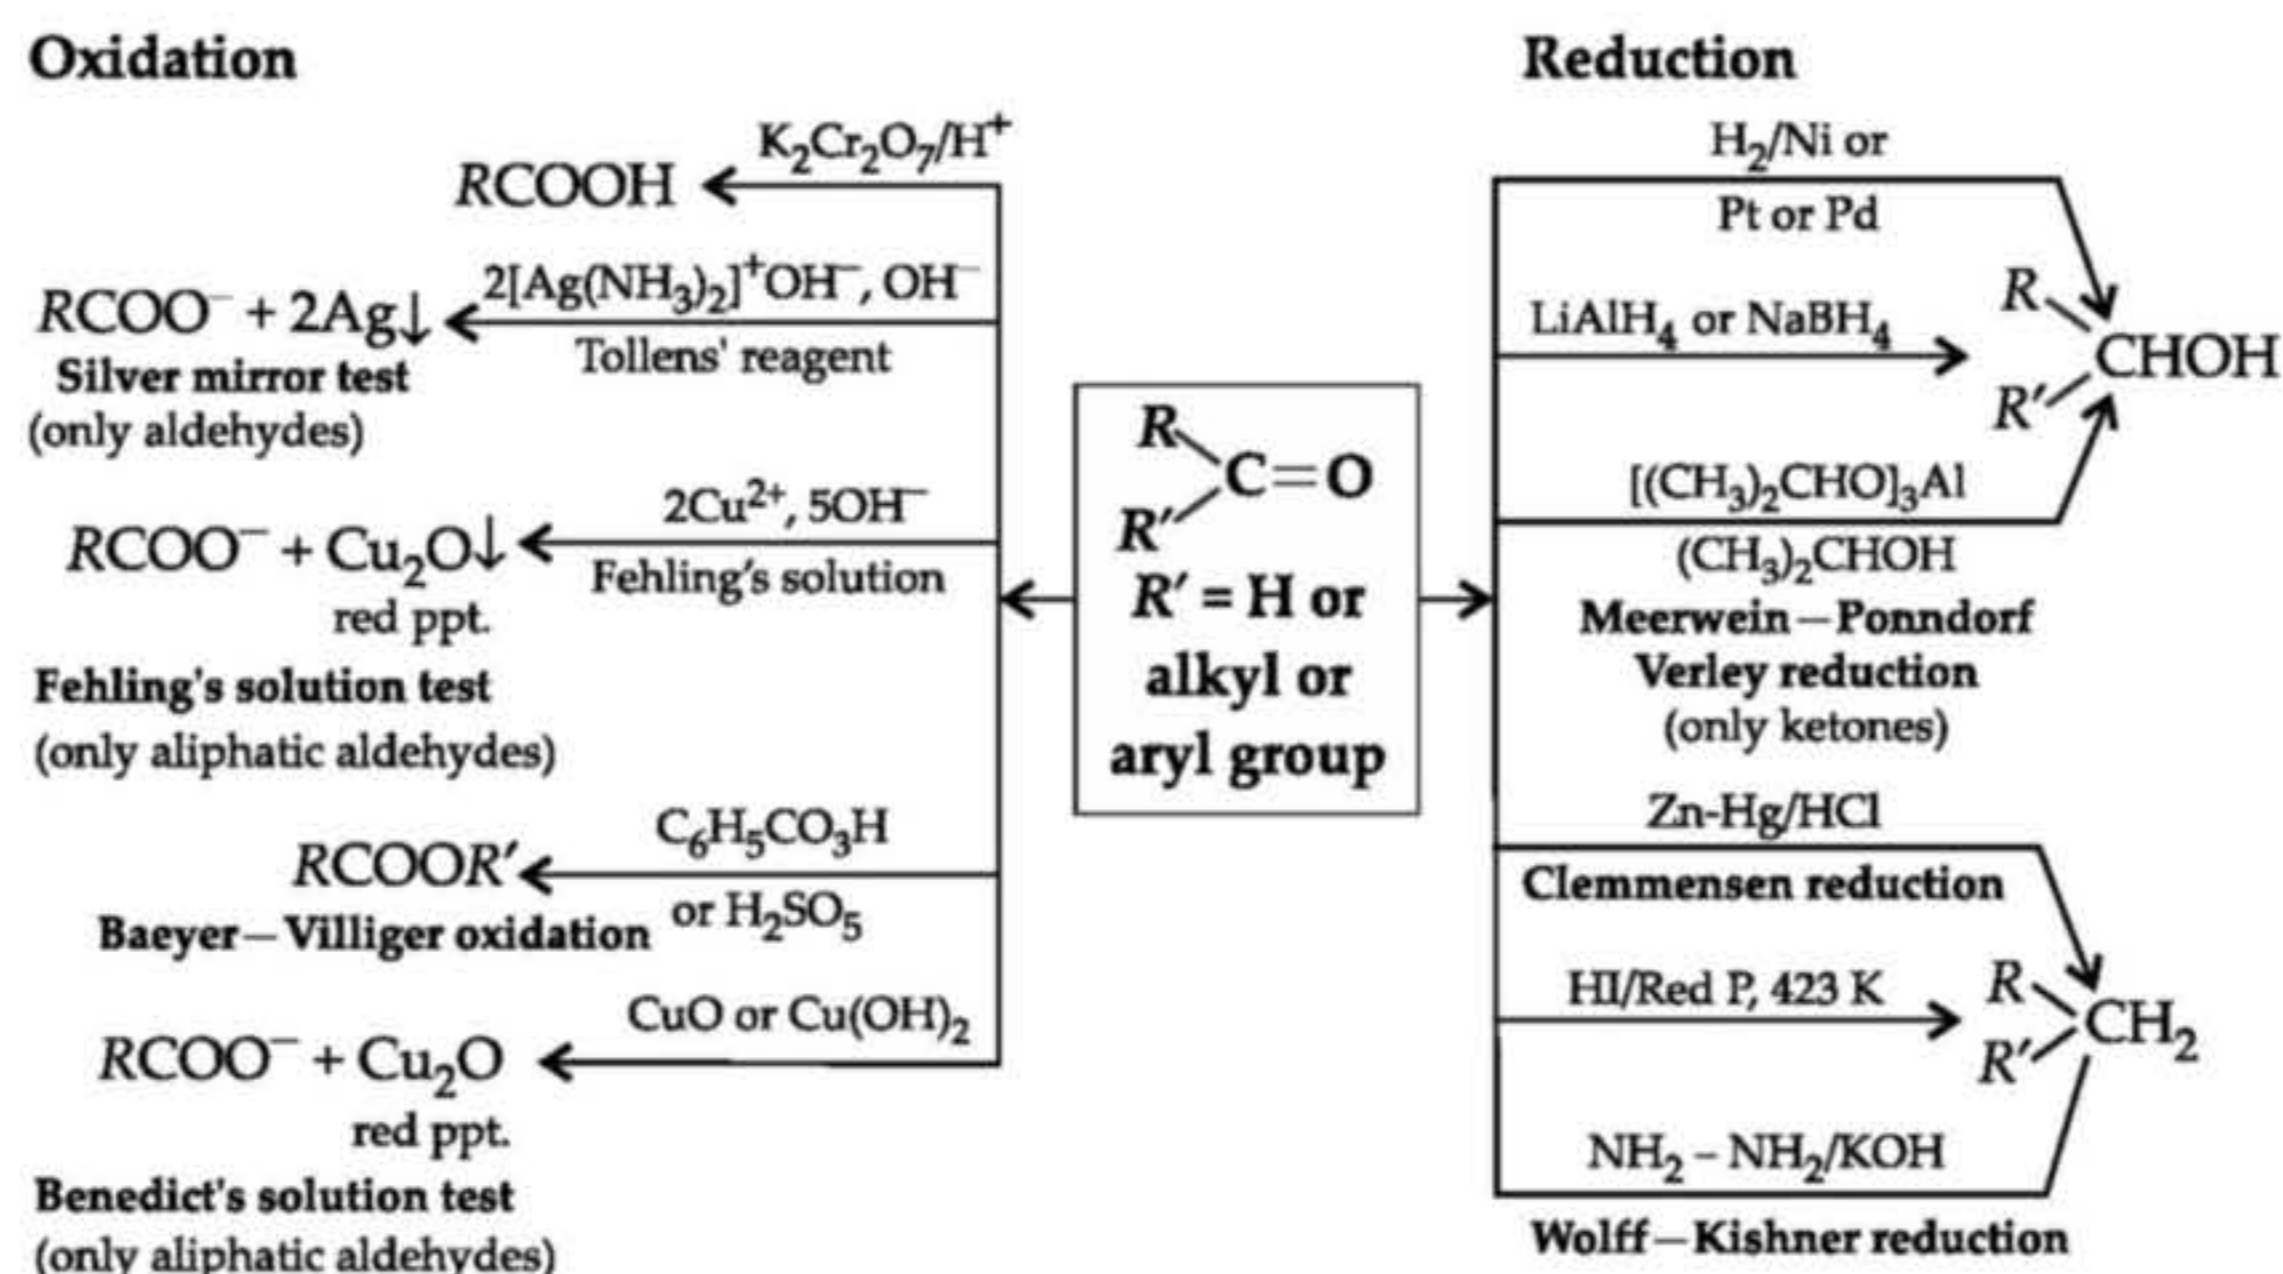 Oxidation
K₂Cr₂O₇/H⁺
RCOOH
2[Ag(NH₃)₂]⁺OH⁻, OH⁻
RCOO⁻ + 2Ag↓
Tollens' reagent
Silver mirror test
(only aldehydes)
2Cu²⁺, 5OH⁻
RCOO⁻ + Cu₂O↓
Fehling's solution
red ppt.
Fehling's solution test
(only aliphatic aldehydes)
C₆H₅CO₃H
RCOOR′
or H₂SO₅
Baeyer—Villiger oxidation
CuO or Cu(OH)₂
RCOO⁻ + Cu₂O
red ppt.
Benedict's solution test
(only aliphatic aldehydes)
R
C=O
R′
R′ = H or
alkyl or
aryl group
Reduction
H₂/Ni or
Pt or Pd
LiAlH₄ or NaBH₄
R
CHOH
R′
[(CH₃)₂CHO]₃Al
(CH₃)₂CHOH
Meerwein—Ponndorf
Verley reduction
(only ketones)
Zn-Hg/HCl
Clemmensen reduction
HI/Red P, 423 K
R
CH₂
R′
NH₂ – NH₂/KOH
Wolff—Kishner reduction